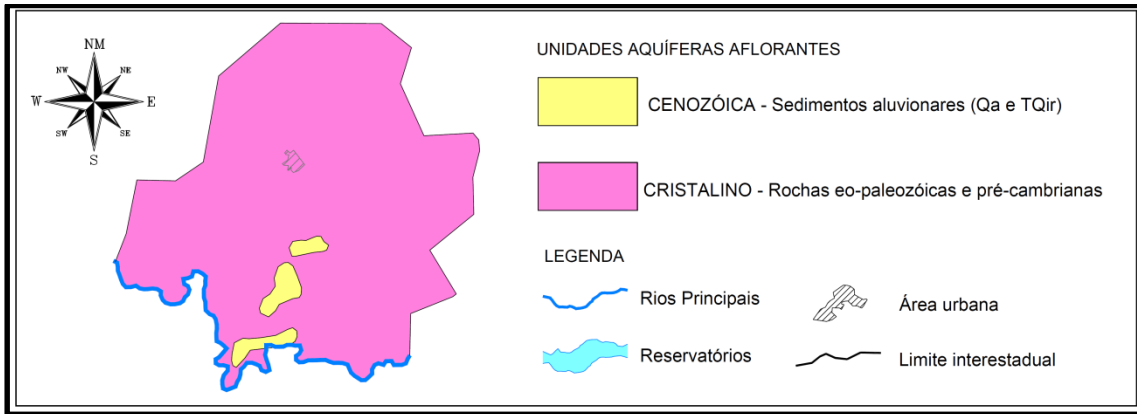 NM
NW
NE
W
E
SW
SE
S
UNIDADES AQUÍFERAS AFLORANTES
CENOZÓICA - Sedimentos aluvionares (Qa e TQir)
CRISTALINO - Rochas eo-paleozóicas e pré-cambrianas
LEGENDA
Rios Principais
Área urbana
Reservatórios
Limite interestadual